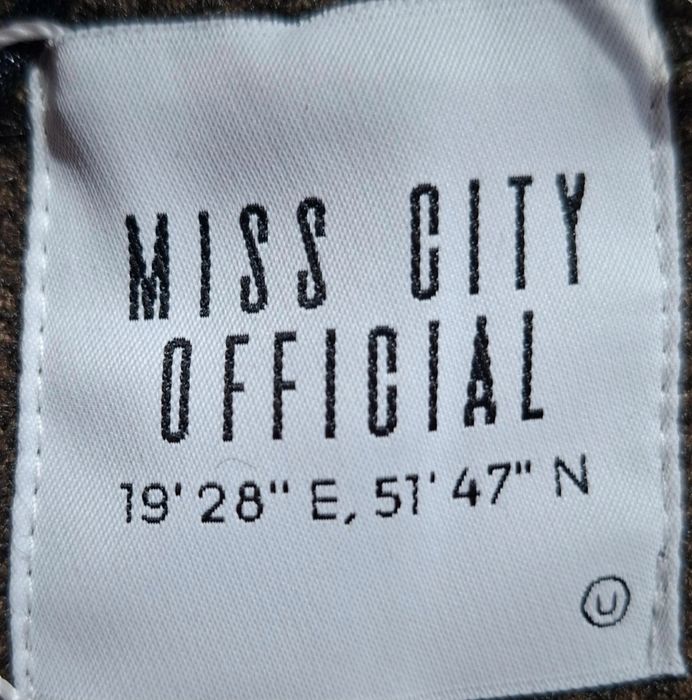 MISS CITY
OFFICIAL
19'28" E, 51'47" N
U